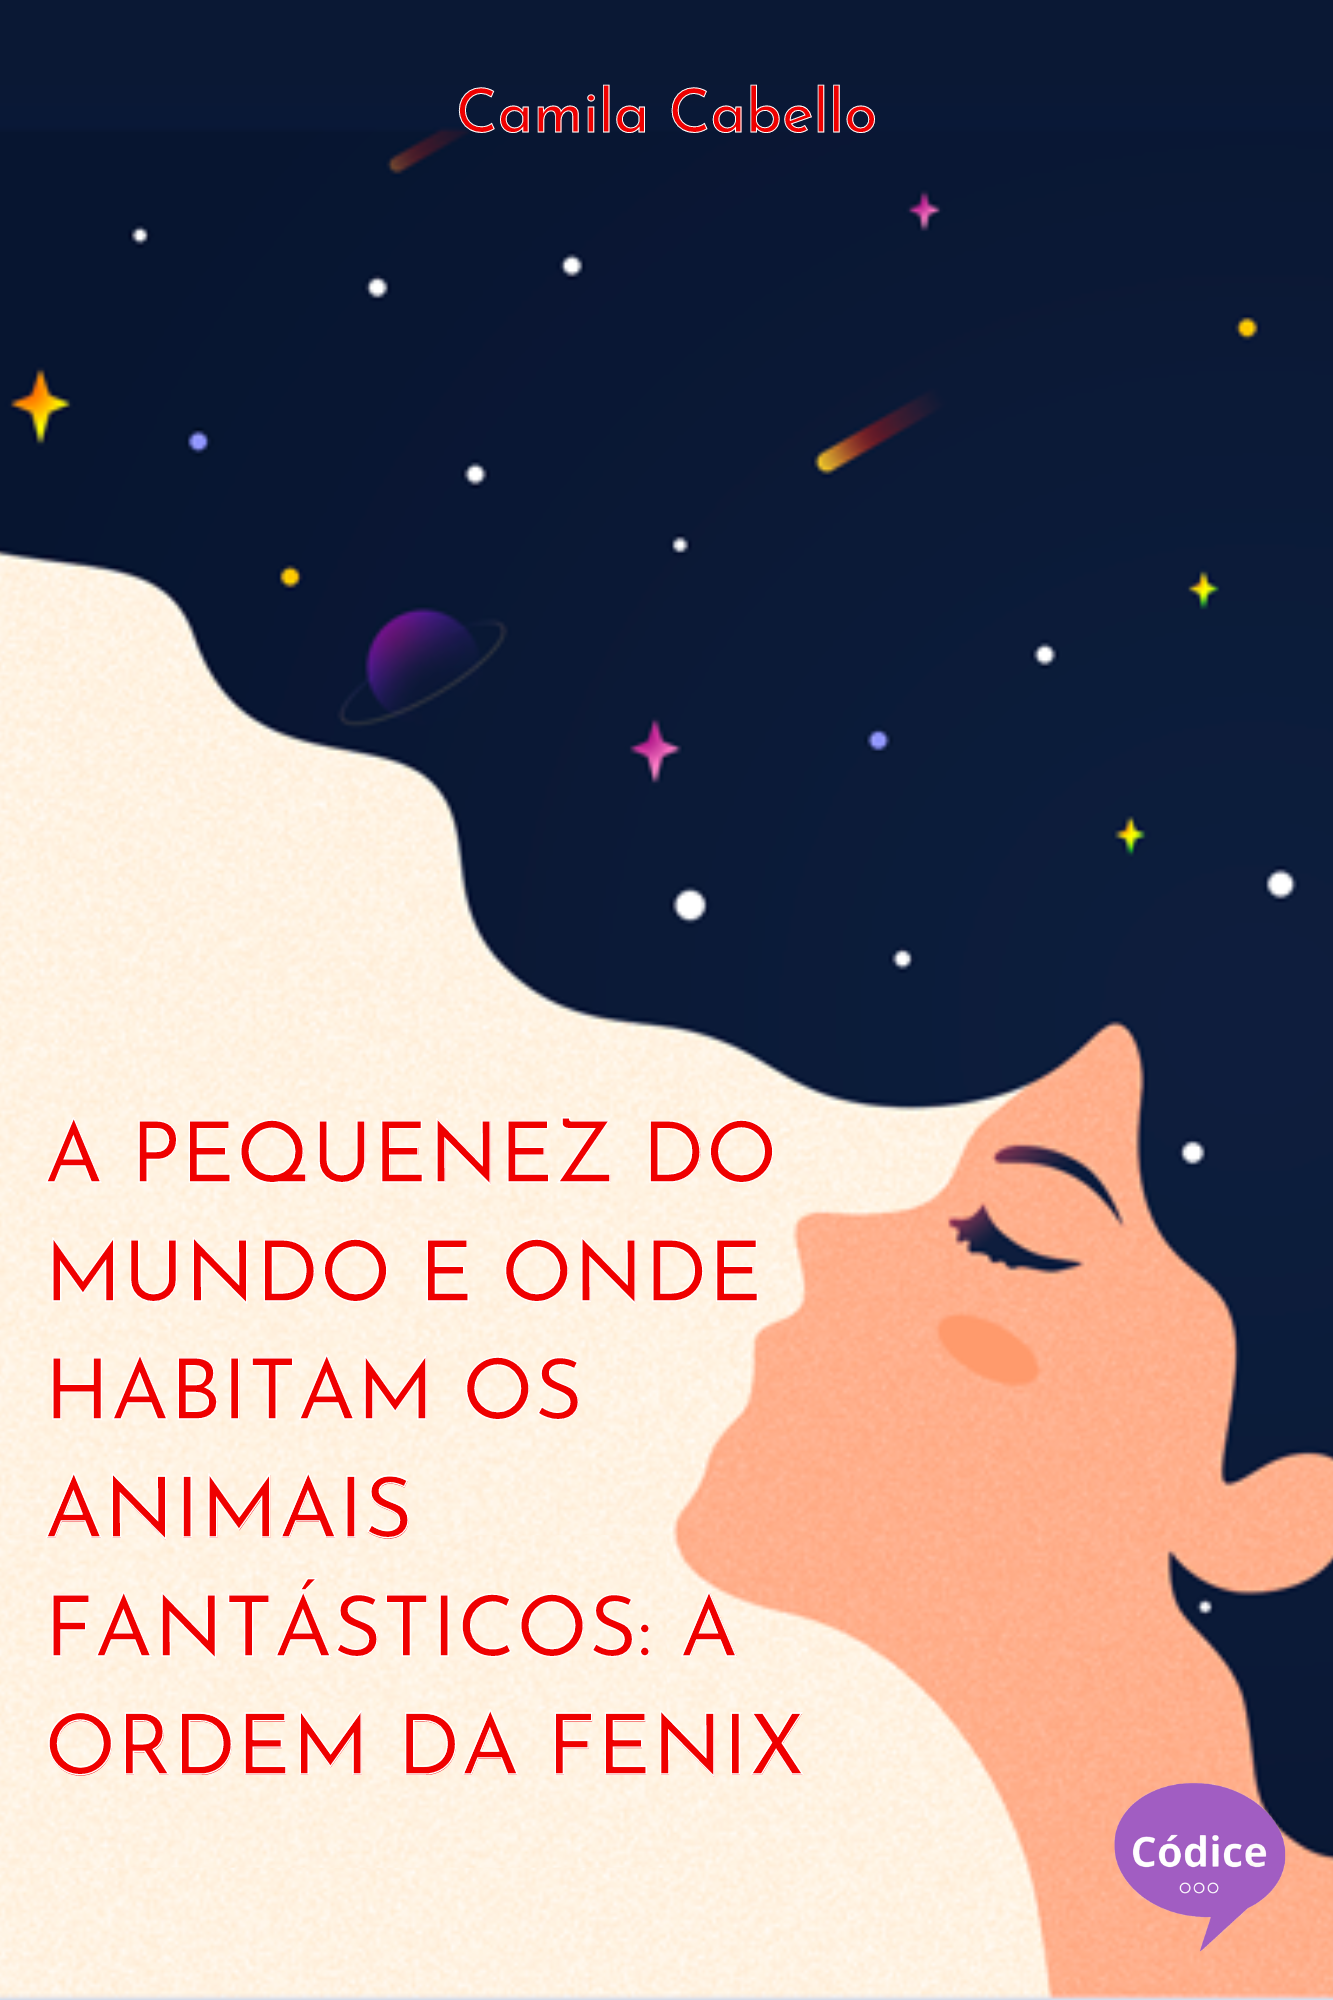 Camila Cabello
A PEQUENEZ DO
MUNDO E ONDE
HABITAM OS
ANIMAIS
FANTÁSTICOS: A
ORDEM DA FENIX
Códice